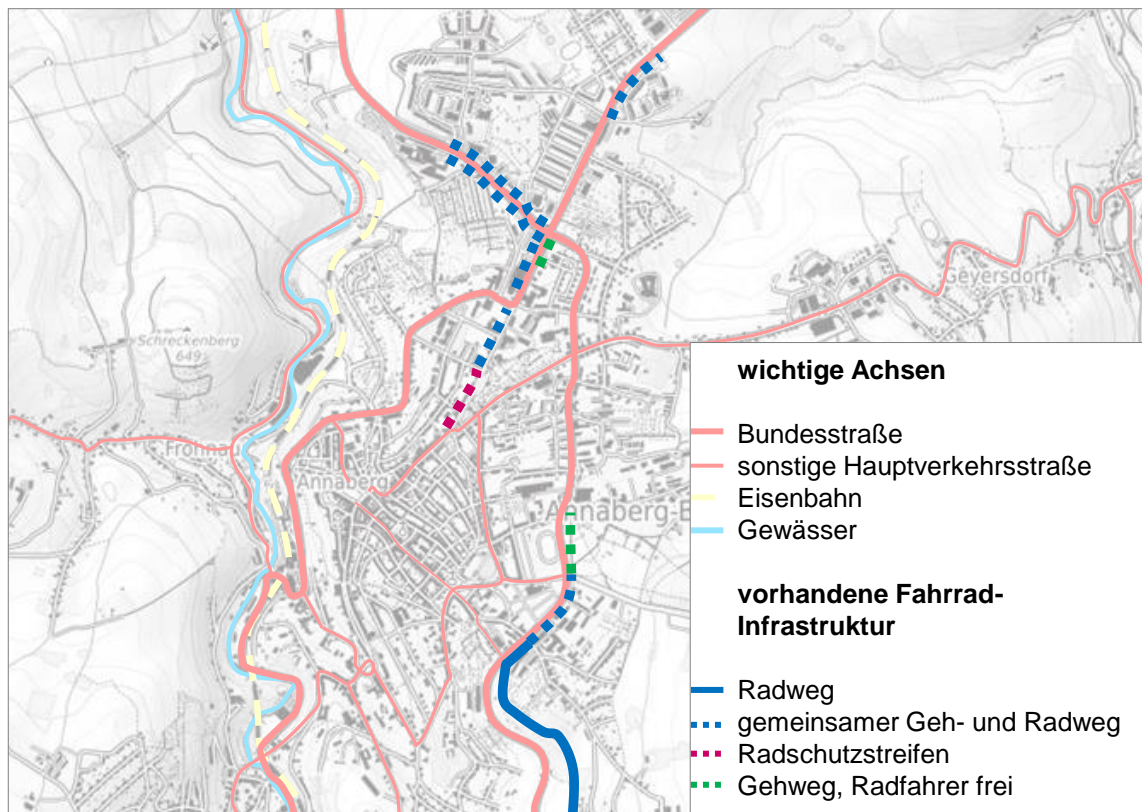 Geyersdorf
Schreckenberg
649
Frohnau
Annaberg
Annaberg-B
wichtige Achsen
Bundesstraße
sonstige Hauptverkehrsstraße
Eisenbahn
Gewässer
vorhandene Fahrrad-
Infrastruktur
Radweg
gemeinsamer Geh- und Radweg
Radschutzstreifen
Gehweg, Radfahrer frei